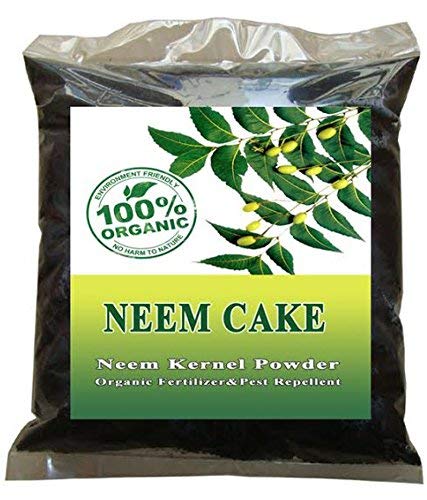 ENVIRONMENT FRIENDLY
100%
ORGANIC
NO HARM TO NATURE
NEEM CAKE
Neem Kernel Powder
Organic Fertilizer&Pest Repellent